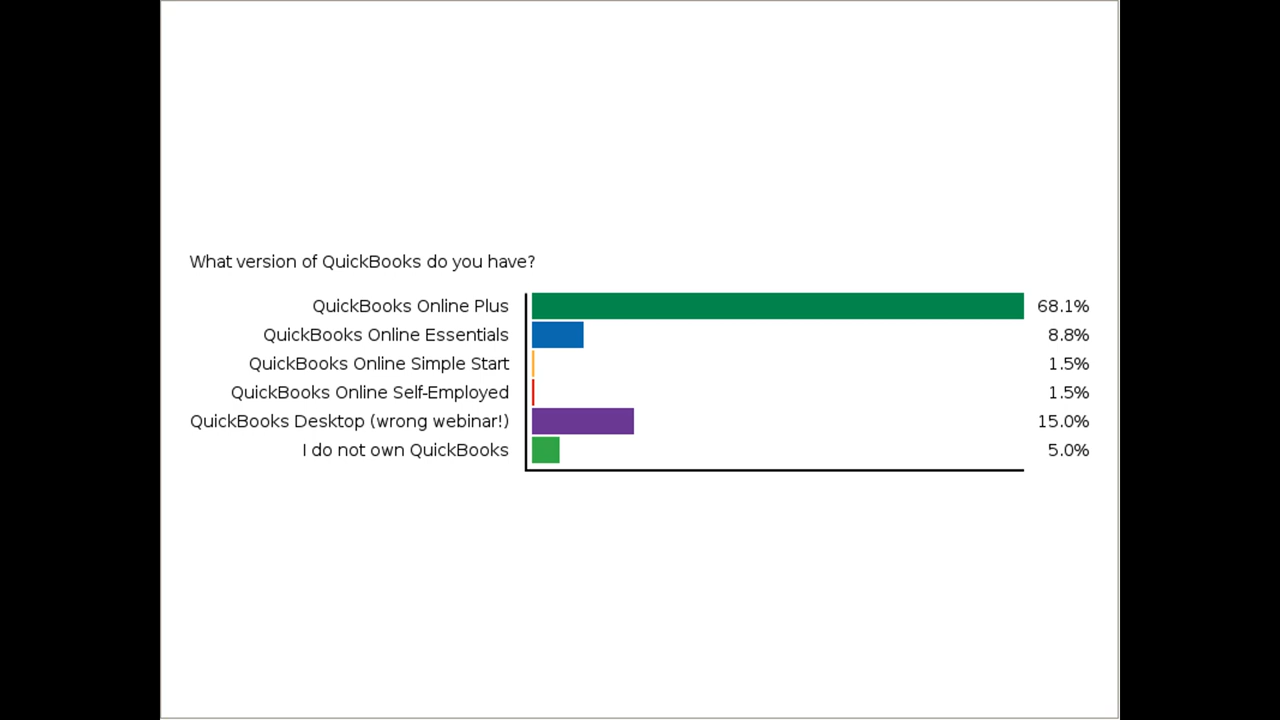 What version of QuickBooks do you have?
QuickBooks Online Plus 68.1%
QuickBooks Online Essentials 8.8%
QuickBooks Online Simple Start 1.5%
QuickBooks Online Self-Employed 1.5%
QuickBooks Desktop (wrong webinar!) 15.0%
I do not own QuickBooks 5.0%